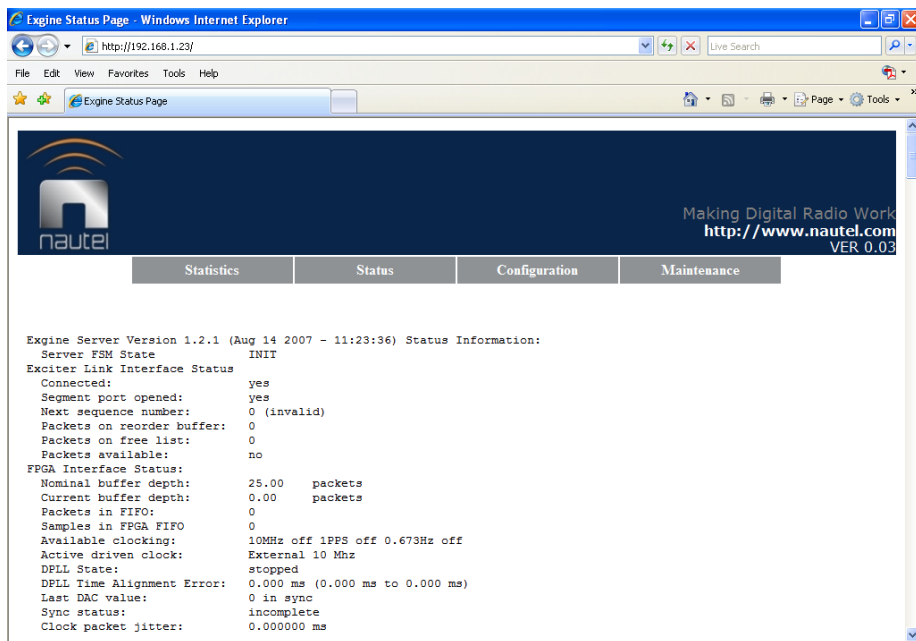 Exgine Status Page - Windows Internet Explorer
http://192.168.1.23/
Live Search
File Edit View Favorites Tools Help
Exgine Status Page
Page Tools
nautel
Making Digital Radio Work
http://www.nautel.com
VER 0.03
Statistics Status Configuration Maintenance
Exgine Server Version 1.2.1 (Aug 14 2007 - 11:23:36) Status Information:
Server FSM State INIT
Exciter Link Interface Status
Connected: yes
Segment port opened: yes
Next sequence number: 0 (invalid)
Packets on reorder buffer: 0
Packets on free list: 0
Packets available: no
FPGA Interface Status:
Nominal buffer depth: 25.00 packets
Current buffer depth: 0.00 packets
Packets in FIFO: 0
Samples in FPGA FIFO 0
Available clocking: 10MHz off 1PPS off 0.673Hz off
Active driven clock: External 10 Mhz
DPLL State: stopped
DPLL Time Alignment Error: 0.000 ms (0.000 ms to 0.000 ms)
Last DAC value: 0 in sync
Sync status: incomplete
Clock packet jitter: 0.000000 ms